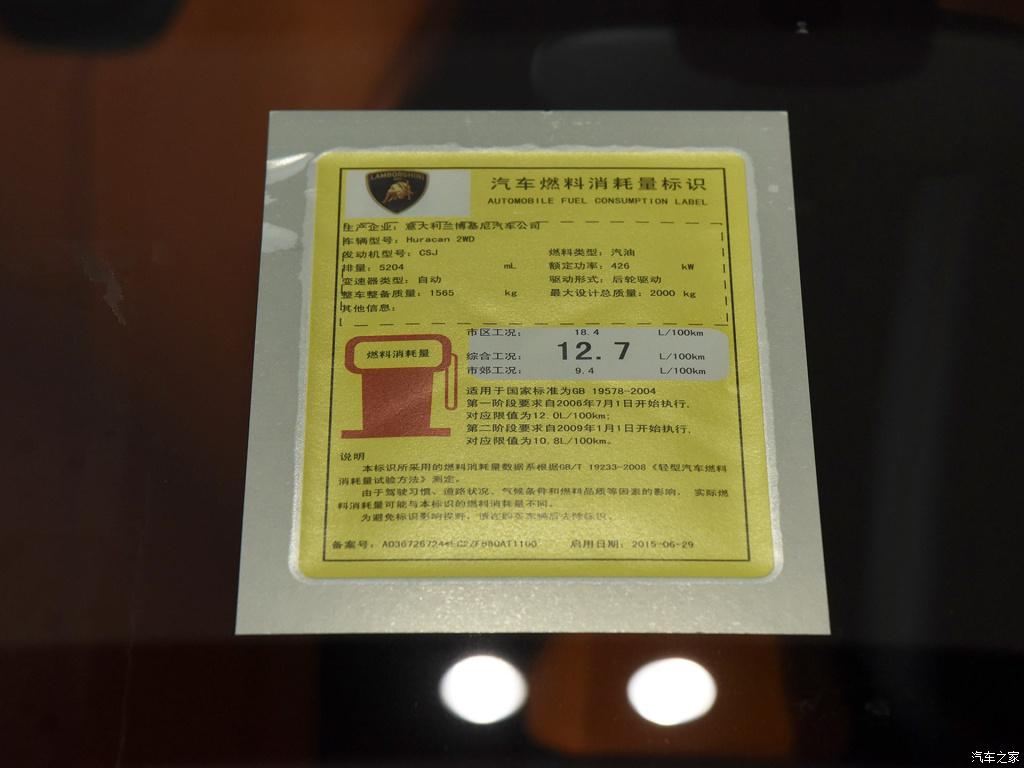 LAMBORGHINI
汽车燃料消耗量标识
AUTOMOBILE FUEL CONSUMPTION LABEL
生产企业：意大利兰博基尼汽车公司
车辆型号：Huracan 2WD
发动机型号：CSJ 燃料类型：汽油
排量：5204 mL 额定功率：426 kW
变速器类型：自动 驱动形式：后轮驱动
整车整备质量：1565 kg 最大设计总质量：2000 kg
其他信息：
燃料消耗量
市区工况： 18.4 L/100km
综合工况： 12.7 L/100km
市郊工况： 9.4 L/100km
适用于国家标准为GB 19578-2004
第一阶段要求自2006年7月1日开始执行，
对应限值为12.0L/100km；
第二阶段要求自2009年1月1日开始执行，
对应限值为10.8L/100km。
说明
本标识所采用的燃料消耗量数据系根据GB/T 19233-2008《轻型汽车燃料
消耗量试验方法》测定。
由于驾驶习惯、道路状况、气候条件和燃料品质等因素的影响， 实际燃
料消耗量可能与本标识的燃料消耗量不同。
为避免标识影响视野，请在购买车辆后去除标识。
备案号： 启用日期：2015-06-29
汽车之家